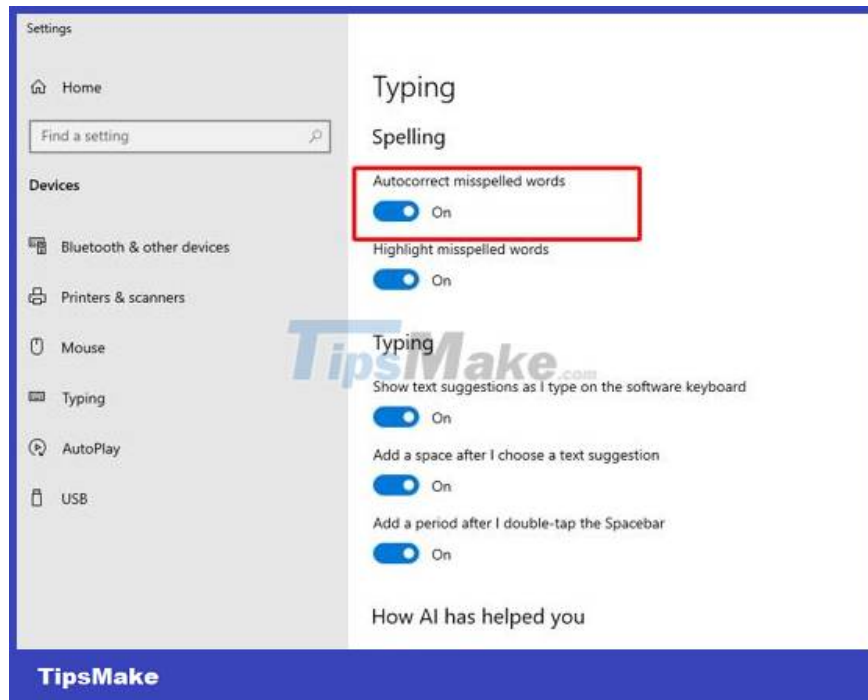 Settings
Home
Find a setting
Devices
Bluetooth & other devices
Printers & scanners
Mouse
Typing
AutoPlay
USB
Typing
Spelling
Autocorrect misspelled words
On
Highlight misspelled words
On
Typing
Show text suggestions as I type on the software keyboard
On
Add a space after I choose a text suggestion
On
Add a period after I double-tap the Spacebar
On
How AI has helped you
TipsMake.com
TipsMake